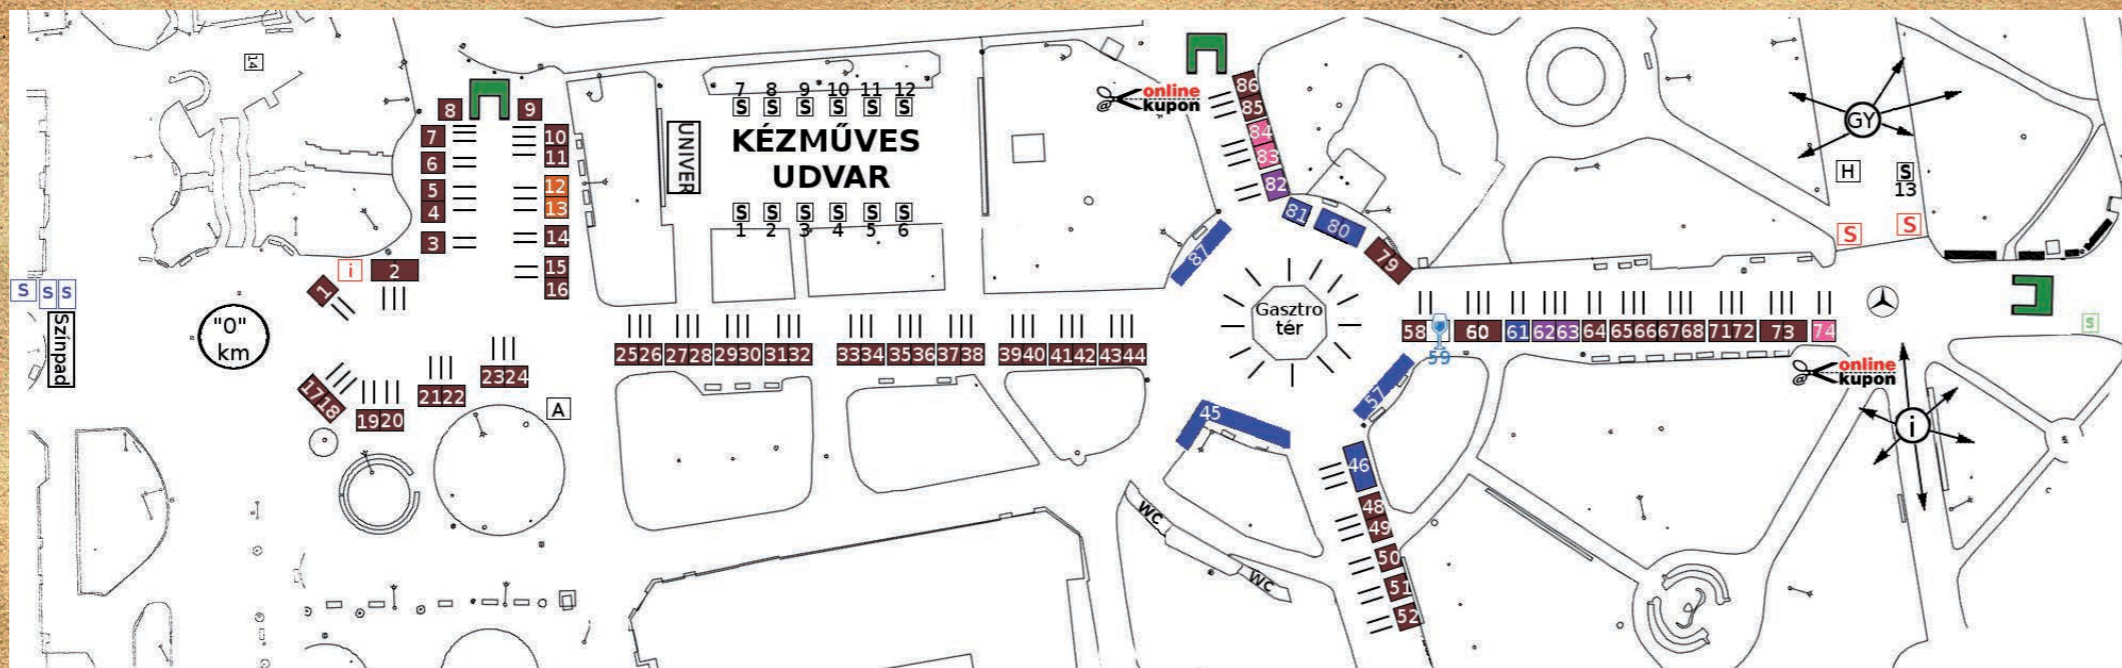 14
8
9
7
6
5
4
3
10
11
12
13
14
15
16
i
2
1
S S S
Színpad
"0"
km
1718
1920
2122
2324
A
UNIVER
7 8 9 10 11 12
S S S S S S
KÉZMŰVES
UDVAR
S S S S S S
1 2 3 4 5 6
2526 2728 2930 3132 3334 3536 3738 3940 4142 4344
online
kupon
86
85
84
83
82
81
80
79
87
Gasztro
tér
58 60 61 6263 64 6566 6768 7172 73 74
59
57
45
46
48
49
50
51
52
WC
WC
GY
H
S
13
S
S
S
online
kupon
i